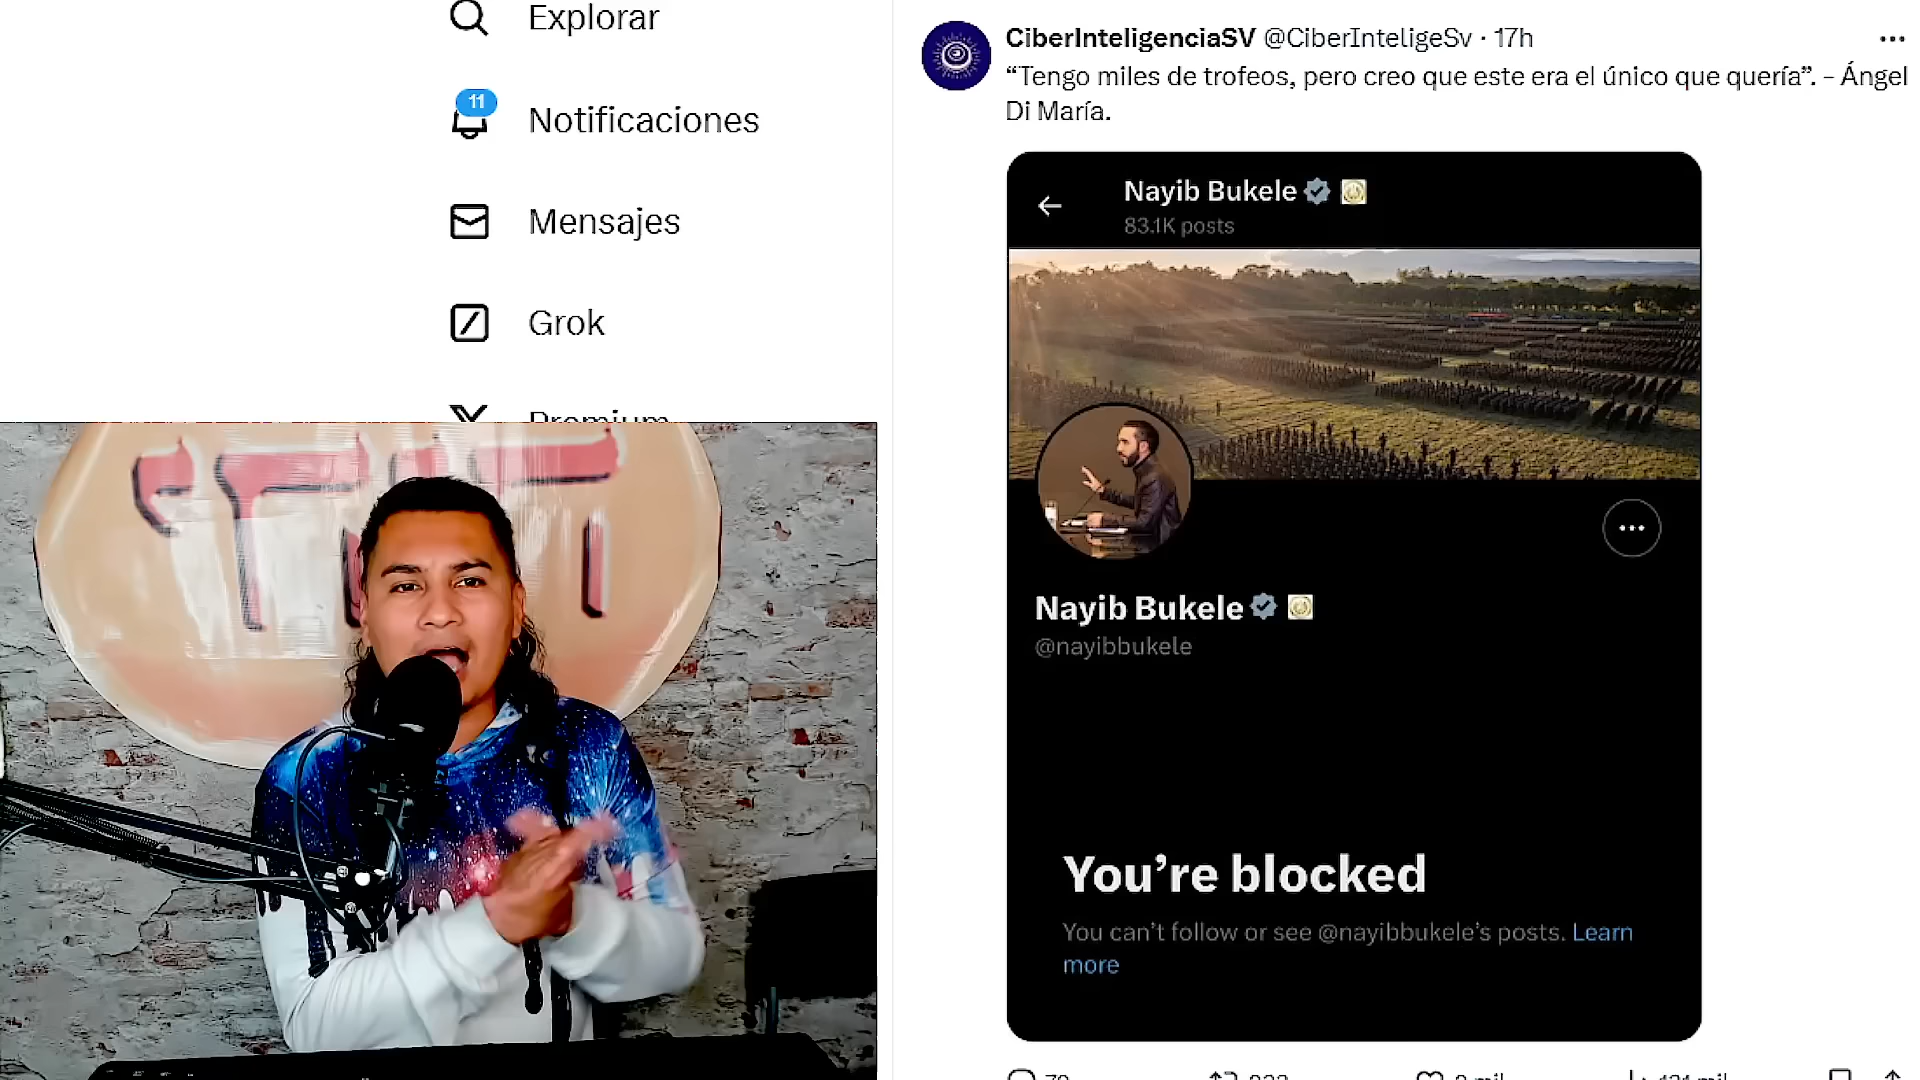 Explorar
11
Notificaciones
Mensajes
Grok
Premium
CiberInteligenciaSV @CiberInteligeSv · 17h
“Tengo miles de trofeos, pero creo que este era el único que quería”. – Ángel
Di María.
Nayib Bukele
83.1K posts
Nayib Bukele
@nayibbukele
You’re blocked
You can’t follow or see @nayibbukele’s posts. Learn
more